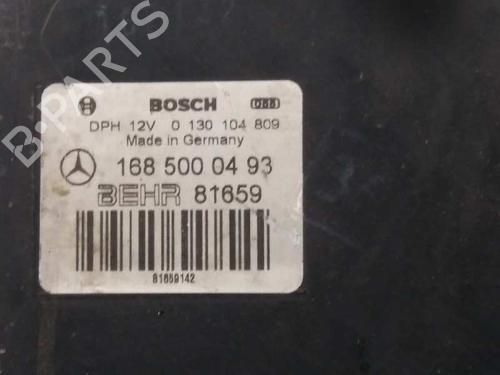 BOSCH
DPH 12V 0 130 104 809
Made in Germany
168 500 04 93
BEHR 81659
81659142
B-PARTS